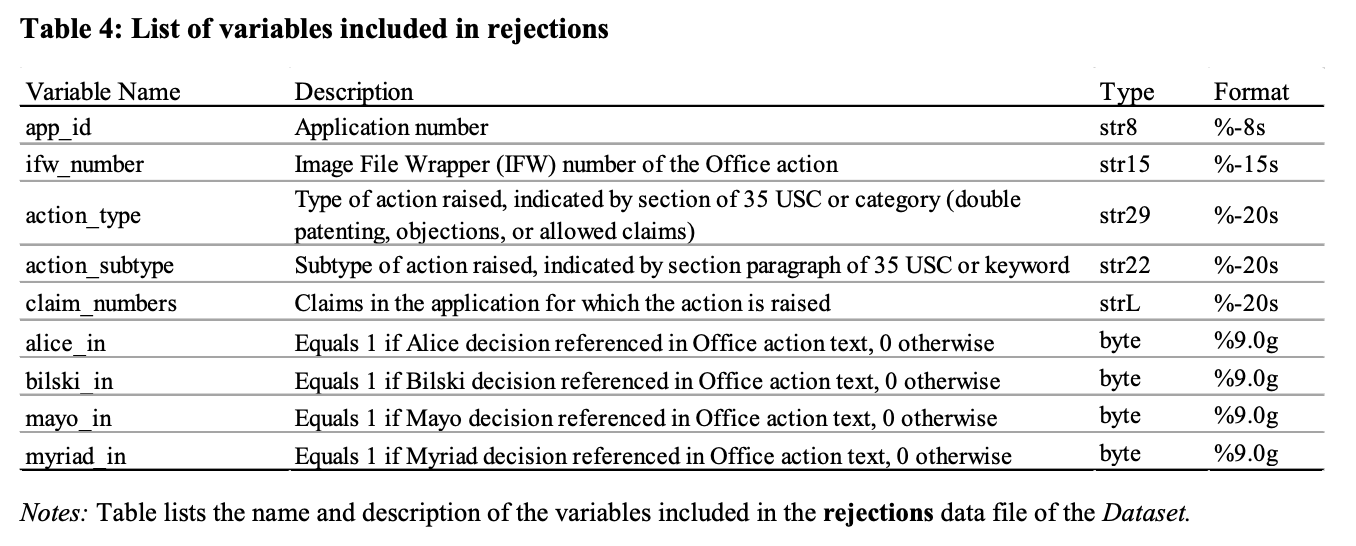 Table 4: List of variables included in rejections
Variable Name Description Type Format
app_id Application number str8 %-8s
ifw_number Image File Wrapper (IFW) number of the Office action str15 %-15s
action_type Type of action raised, indicated by section of 35 USC or category (double patenting, objections, or allowed claims) str29 %-20s
action_subtype Subtype of action raised, indicated by section paragraph of 35 USC or keyword str22 %-20s
claim_numbers Claims in the application for which the action is raised strL %-20s
alice_in Equals 1 if Alice decision referenced in Office action text, 0 otherwise byte %9.0g
bilski_in Equals 1 if Bilski decision referenced in Office action text, 0 otherwise byte %9.0g
mayo_in Equals 1 if Mayo decision referenced in Office action text, 0 otherwise byte %9.0g
myriad_in Equals 1 if Myriad decision referenced in Office action text, 0 otherwise byte %9.0g
Notes: Table lists the name and description of the variables included in the rejections data file of the Dataset.